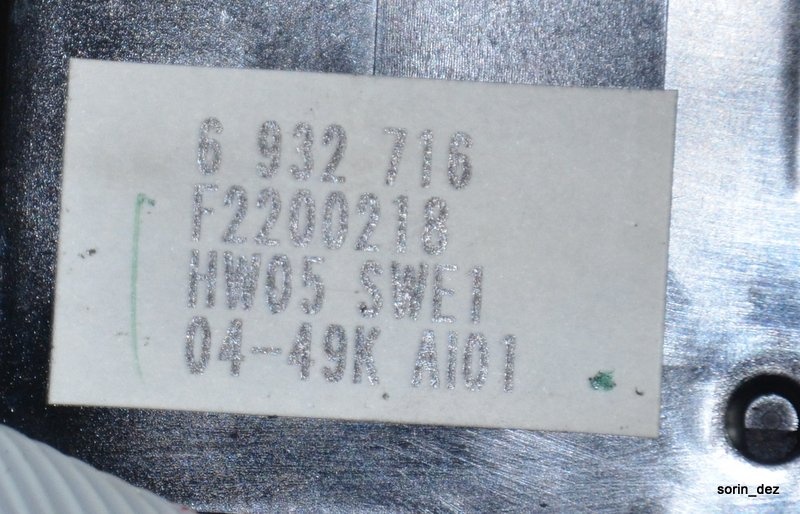 6 932 716
F2200218
HW05 SWE1
04-49K AI01
sorin_dez